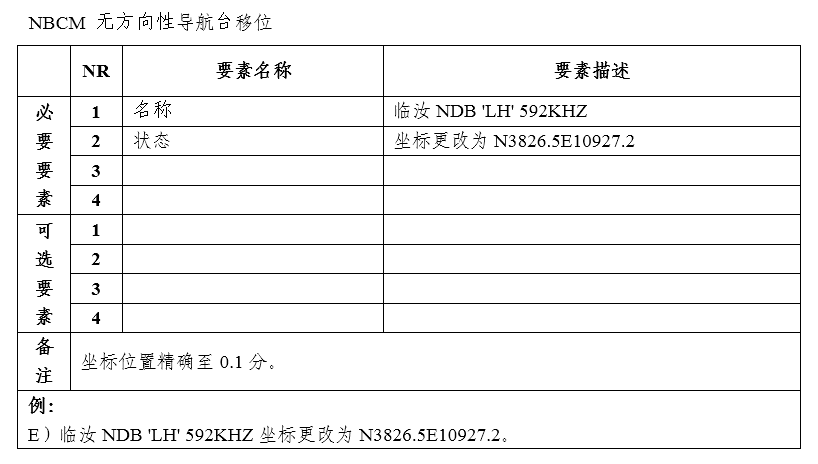 NBCM 无方向性导航台移位
NR 要素名称 要素描述
必要要素
1 名称 临汝 NDB 'LH' 592KHZ
2 状态 坐标更改为 N3826.5E10927.2
3
4
可选要素
1
2
3
4
备注 坐标位置精确至 0.1 分。
例：
E）临汝 NDB 'LH' 592KHZ 坐标更改为 N3826.5E10927.2。